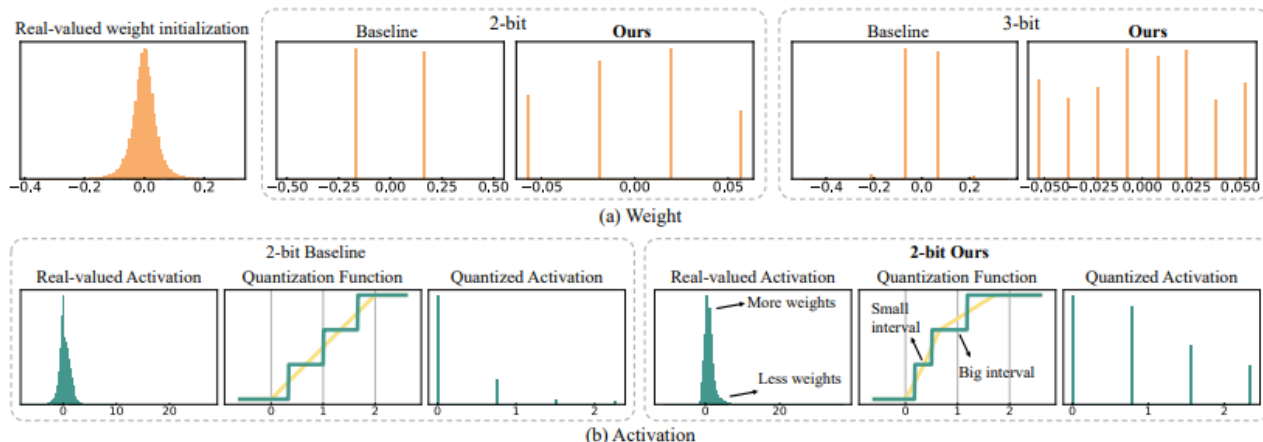 2-bit
3-bit
Real-valued weight initialization
Baseline
Ours
Baseline
Ours
−0.4 −0.2 0.0 0.2
−0.50 −0.25 0.00 0.25 0.50
−0.05 0.00 0.05
−0.4 −0.2 0.0 0.2
−0.050 −0.025 0.000 0.025 0.050
(a) Weight
2-bit Baseline
2-bit Ours
Real-valued Activation
Quantization Function
Quantized Activation
Real-valued Activation
Quantization Function
Quantized Activation
More weights
Less weights
Small
interval
Big interval
0 10 20
0 1 2
0 1 2
0 20
0 1 2
0 1 2
(b) Activation